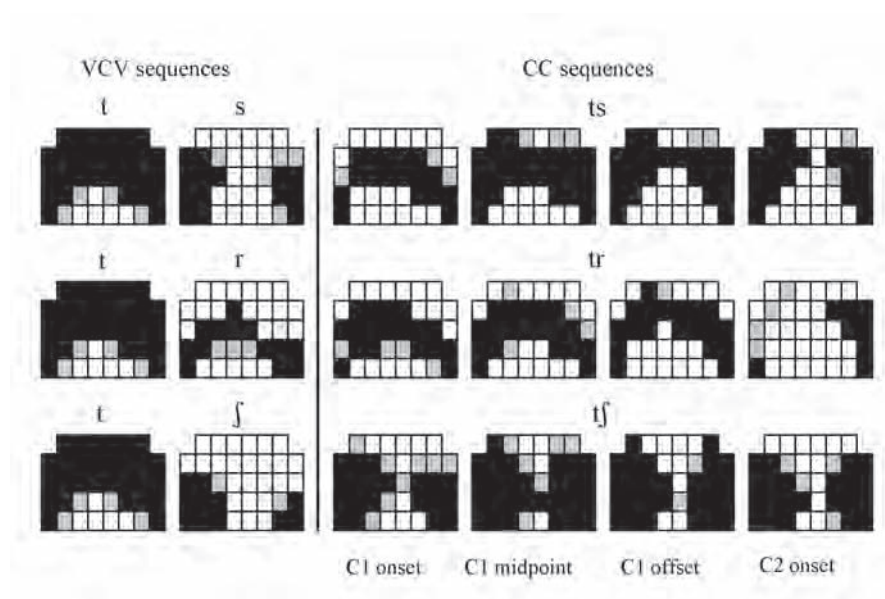 VCV sequences CC sequences
t s ts
t r tr
t ʃ tʃ
C1 onset C1 midpoint C1 offset C2 onset